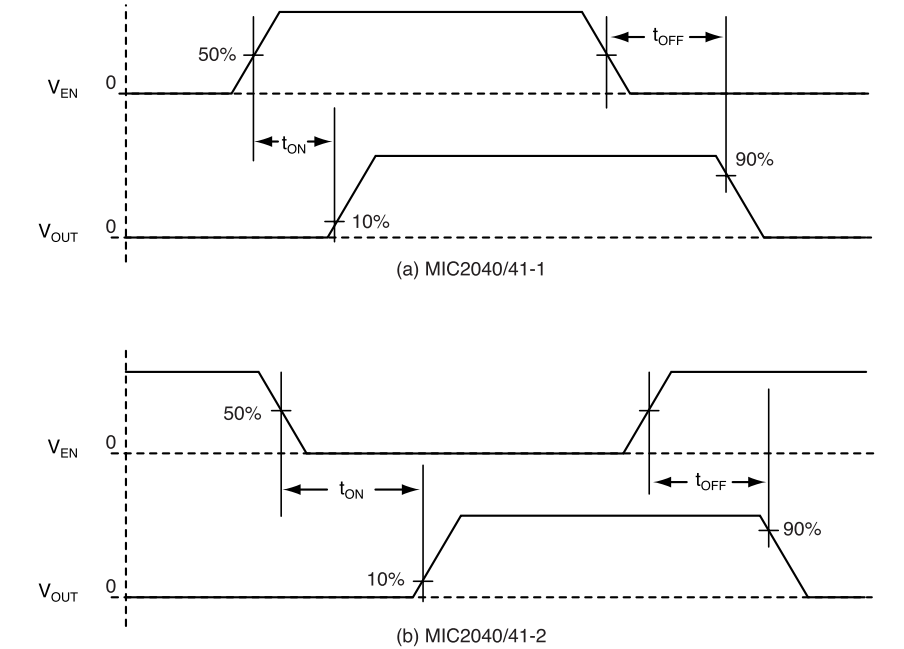 50%
tOFF
VEN 0
tON
90%
VOUT 0
10%
(a) MIC2040/41-1
50%
VEN 0
tON
tOFF
10%
90%
VOUT 0
(b) MIC2040/41-2